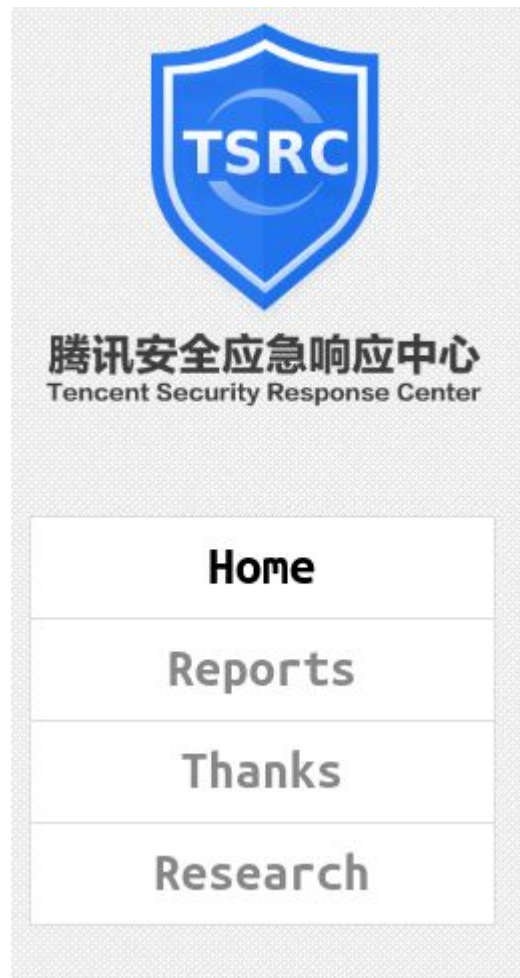 TSRC
腾讯安全应急响应中心
Tencent Security Response Center
Home
Reports
Thanks
Research